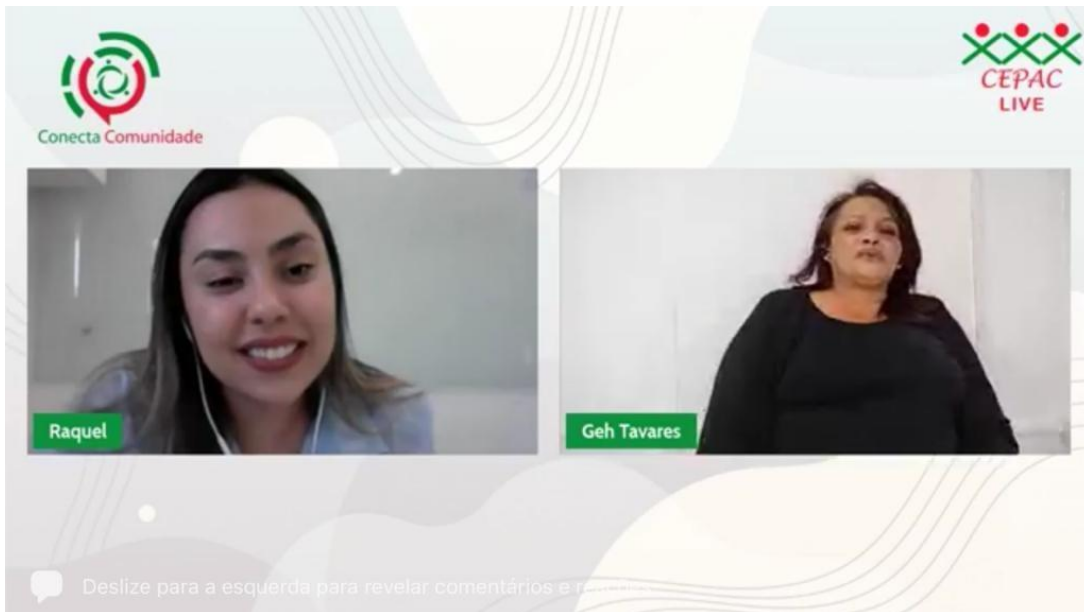 Conecta Comunidade
CEPAC
LIVE
Raquel
Geh Tavares
Deslize para a esquerda para revelar comentários e